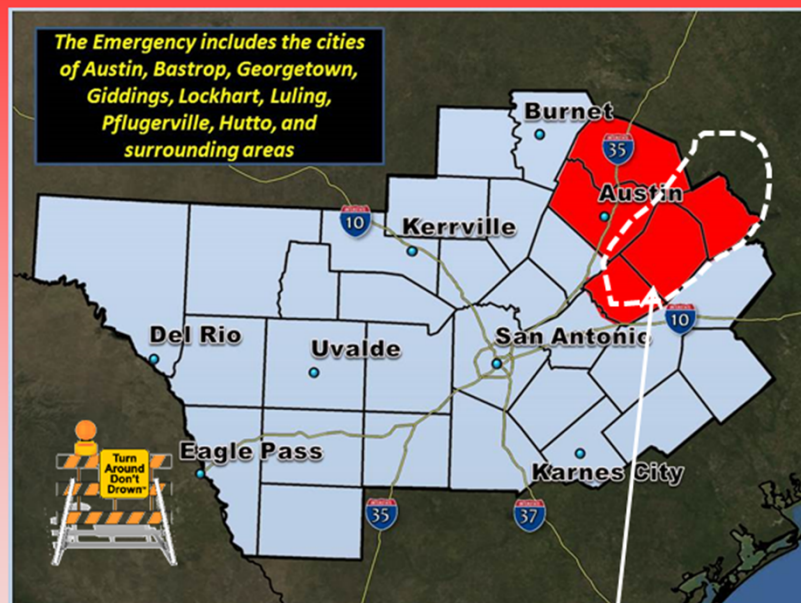 The Emergency includes the cities
of Austin, Bastrop, Georgetown,
Giddings, Lockhart, Luling,
Pflugerville, Hutto, and
surrounding areas
Burnet
35
Austin
10
Kerrville
10
Del Rio
Uvalde
San Antonio
Turn
Around
Don't
Drown™
Eagle Pass
Karnes City
35
37